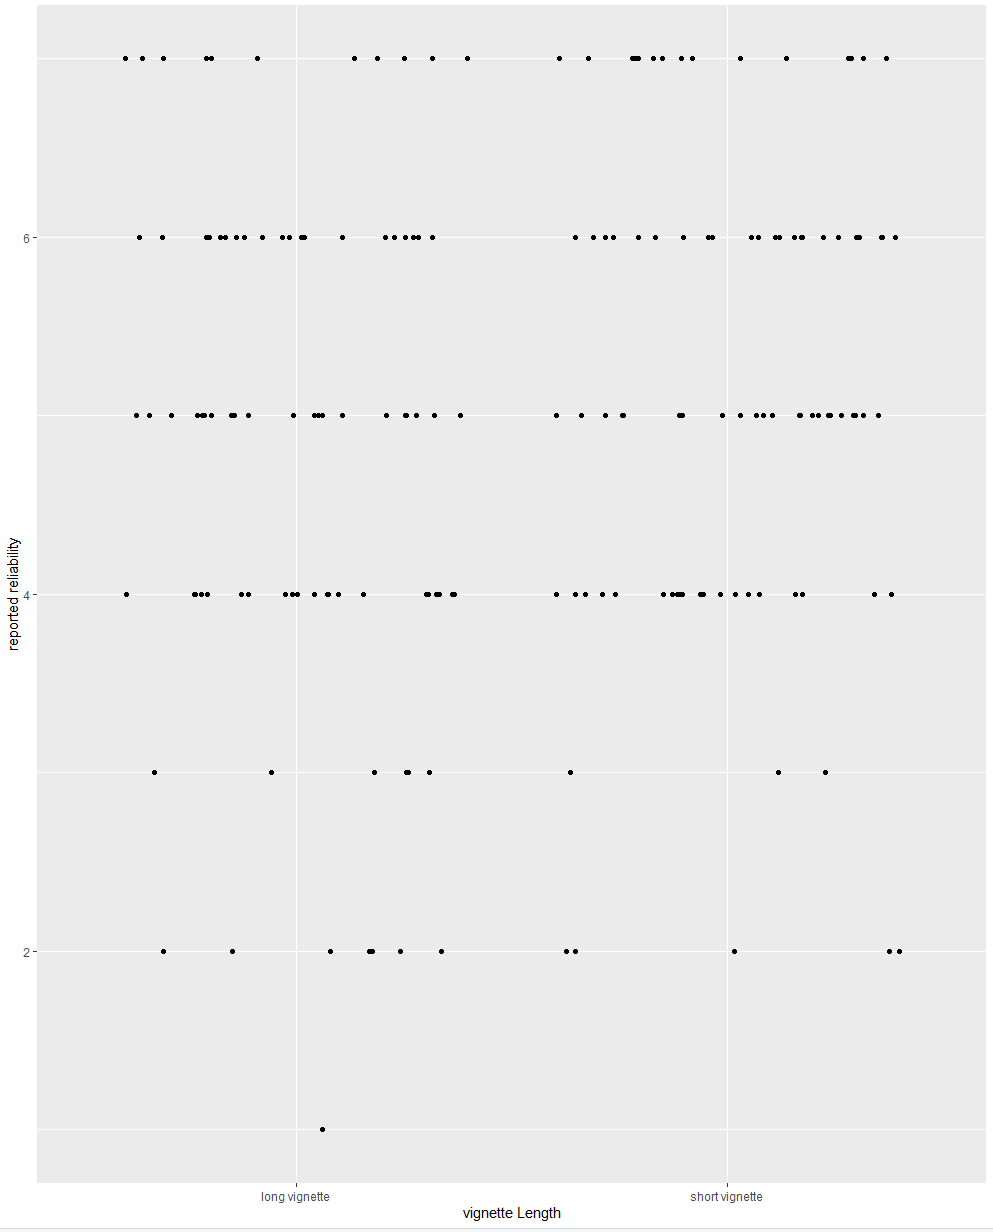 reported reliability
6
4
2
long vignette
short vignette
vignette Length